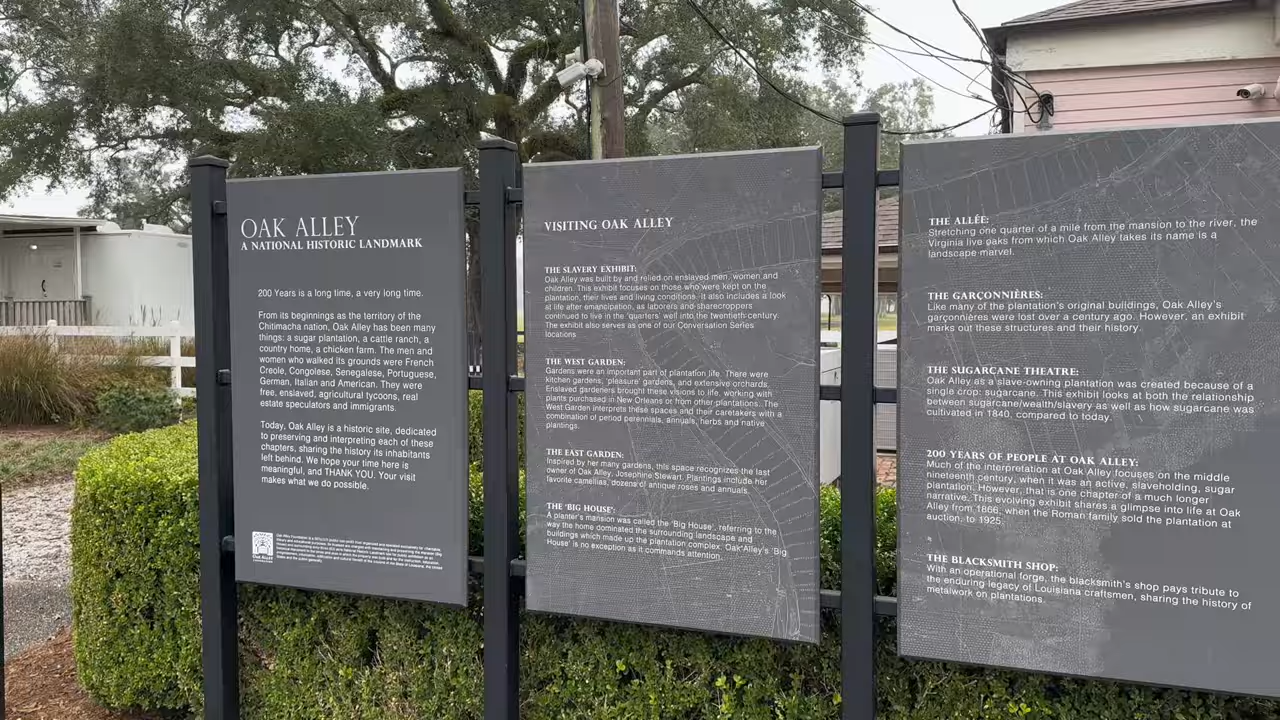 OAK ALLEY
A NATIONAL HISTORIC LANDMARK
200 Years is a long time, a very long time.
From its beginnings as the territory of the
Chitimacha nation, Oak Alley has been many
things: a sugar plantation, a cattle ranch, a
country home, a chicken farm. The men and
women who walked its grounds were French
Creole, Congolese, Senegalese, Portuguese,
German, Italian and American. They were
free, enslaved, agricultural tycoons, real
estate speculators and immigrants.
Today, Oak Alley is a historic site, dedicated
to preserving and interpreting each of these
chapters, sharing the history its inhabitants
left behind. We hope your time here is
meaningful, and THANK YOU. Your visit
makes what we do possible.
VISITING OAK ALLEY
THE SLAVERY EXHIBIT:
Oak Alley was built by and relied on enslaved men, women and
children. This exhibit focuses on those who were kept on the
plantation, their lives and living conditions. It also includes a look
at life after emancipation, as laborers and sharecroppers
continued to live in the 'quarters' well into the twentieth century.
The exhibit also serves as one of our Conversation Series
locations.
THE WEST GARDEN:
Gardens were an important part of plantation life. There were
kitchen gardens, 'pleasure' gardens, and extensive orchards.
Enslaved gardeners brought these visions to life, working with
plants purchased in New Orleans or from other plantations. The
West Garden interprets these spaces and their caretakers with a
combination of period perennials, annuals, herbs and native
plantings.
THE EAST GARDEN:
Inspired by her many gardens, this space recognizes the last
owner of Oak Alley, Josephine Stewart. Plantings include her
favorite camellias, dozens of antique roses and annuals.
THE 'BIG HOUSE':
A planter's mansion was called the 'Big House', referring to the
way the home dominated the surrounding landscape and
buildings which made up the plantation complex. Oak Alley's 'Big
House' is no exception as it commands attention.
THE ALLÉE:
Stretching one quarter of a mile from the mansion to the river, the
Virginia live oaks from which Oak Alley takes its name is a
landscape marvel.
THE GARÇONNIÈRES:
Like many of the plantation's original buildings, Oak Alley's
garçonnières were lost over a century ago. However, an exhibit
marks out these structures and their history.
THE SUGARCANE THEATRE:
Oak Alley as a slave-owning plantation was created because of a
single crop: sugarcane. This exhibit looks at both the relationship
between sugarcane/wealth/slavery as well as how sugarcane was
cultivated in 1840, compared to today.
200 YEARS OF PEOPLE AT OAK ALLEY:
Much of the interpretation at Oak Alley focuses on the middle
nineteenth century, when it was an active, slaveholding, sugar
plantation. However, that is one chapter of a much longer
narrative. This evolving exhibit shares a glimpse into life at Oak
Alley from 1866, when the Roman family sold the plantation at
auction, to 1925.
THE BLACKSMITH SHOP:
With an operational forge, the blacksmith's shop pays tribute to
the enduring legacy of Louisiana craftsmen, sharing the history of
metalwork on plantations.